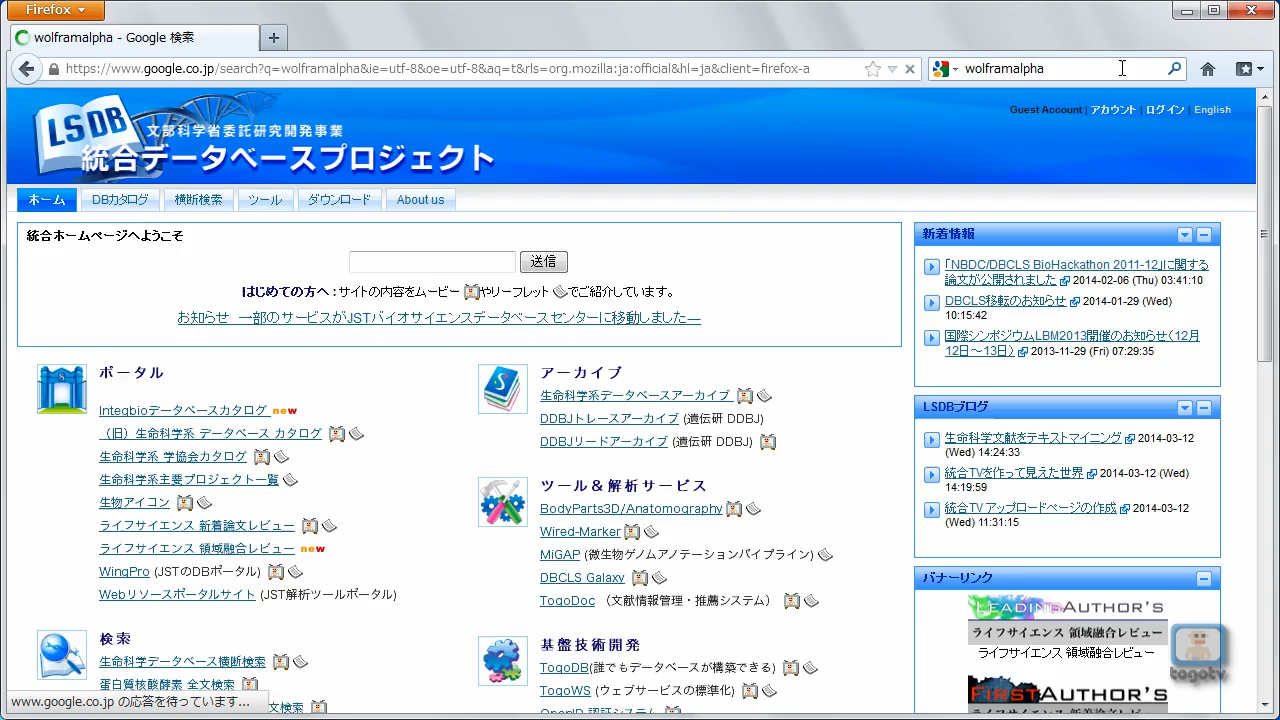 Firefox
wolframalpha - Google 検索
https://www.google.co.jp/search?q=wolframalpha&ie=utf-8&oe=utf-8&aq=t&rls=org.mozilla:ja:official&hl=ja&client=firefox-a
wolframalpha
Guest Account | アカウント | ログイン | English
LSDB
文部科学省委託研究開発事業
統合データベースプロジェクト
ホーム
DBカタログ
横断検索
ツール
ダウンロード
About us
統合ホームページへようこそ
送信
はじめての方へ : サイトの内容をムービー やリーフレット でご紹介しています。
お知らせ 一部のサービスがJSTバイオサイエンスデータベースセンターに移動しました―
ポータル
Integbioデータベースカタログ new
（旧）生命科学系 データベース カタログ
生命科学系 学協会カタログ
生命科学系主要プロジェクト一覧
生物アイコン
ライフサイエンス 新着論文レビュー
ライフサイエンス 領域融合レビュー new
WingPro (JSTのDBポータル)
Webリソースポータルサイト (JST解析ツールポータル)
検索
生命科学データベース横断検索
蛋白質核酸酵素 全文検索
文検索
アーカイブ
生命科学系データベースアーカイブ
DDBJトレースアーカイブ (遺伝研 DDBJ)
DDBJリードアーカイブ (遺伝研 DDBJ)
ツール＆解析サービス
BodyParts3D/Anatomography
Wired-Marker
MiGAP (微生物ゲノムアノテーションパイプライン)
DBCLS Galaxy
TogoDoc （文献情報管理・推薦システム）
基盤技術開発
TogoDB(誰でもデータベースが構築できる)
TogoWS (ウェブサービスの標準化)
OpenID 認証システム
新着情報
「NBDC/DBCLS BioHackathon 2011-12」に関する
論文が公開されました 2014-02-06 (Thu) 03:41:10
DBCLS移転のお知らせ 2014-01-29 (Wed)
10:15:42
国際シンポジウムLBM2013開催のお知らせ（12月
12日～13日） 2013-11-29 (Fri) 07:29:35
LSDBブログ
生命科学文献をテキストマイニング 2014-03-12
(Wed) 14:24:33
統合TVを作って見えた世界 2014-03-12 (Wed)
14:19:59
統合TV アップロードページの作成 2014-03-12
(Wed) 11:31:15
バナーリンク
LEADING AUTHOR'S
ライフサイエンス 領域融合レビュー
ライフサイエンス 領域融合レビュー
FIRST AUTHOR'S
ライフサイエンス 新着論文レビュー
togotv
www.google.co.jp の応答を待っています...